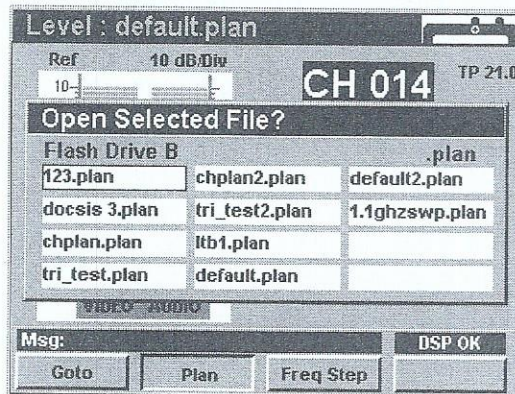 Level : default.plan
Ref 10 dB/Div
10
CH 014
TP 21.0
Open Selected File?
Flash Drive B .plan
123.plan chplan2.plan default2.plan
docsis 3.plan tri_test2.plan 1.1ghzswp.plan
chplan.plan ltb1.plan
tri_test.plan default.plan
VIDEO AUDIO
Msg: DSP OK
Goto Plan Freq Step